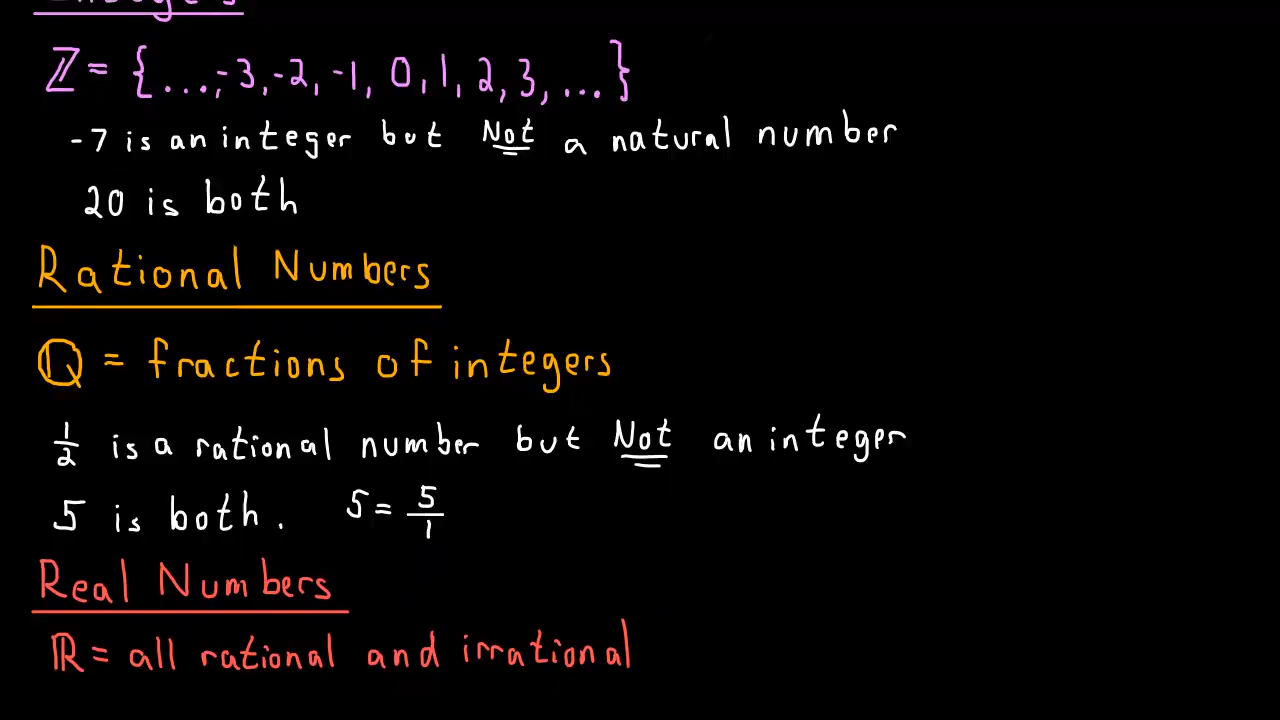 Integers
ℤ = {..., -3, -2, -1, 0, 1, 2, 3, ...}
-7 is an integer but Not a natural number
20 is both
Rational Numbers
ℚ = fractions of integers
1/2 is a rational number but Not an integer
5 is both. 5 = 5/1
Real Numbers
ℝ = all rational and irrational